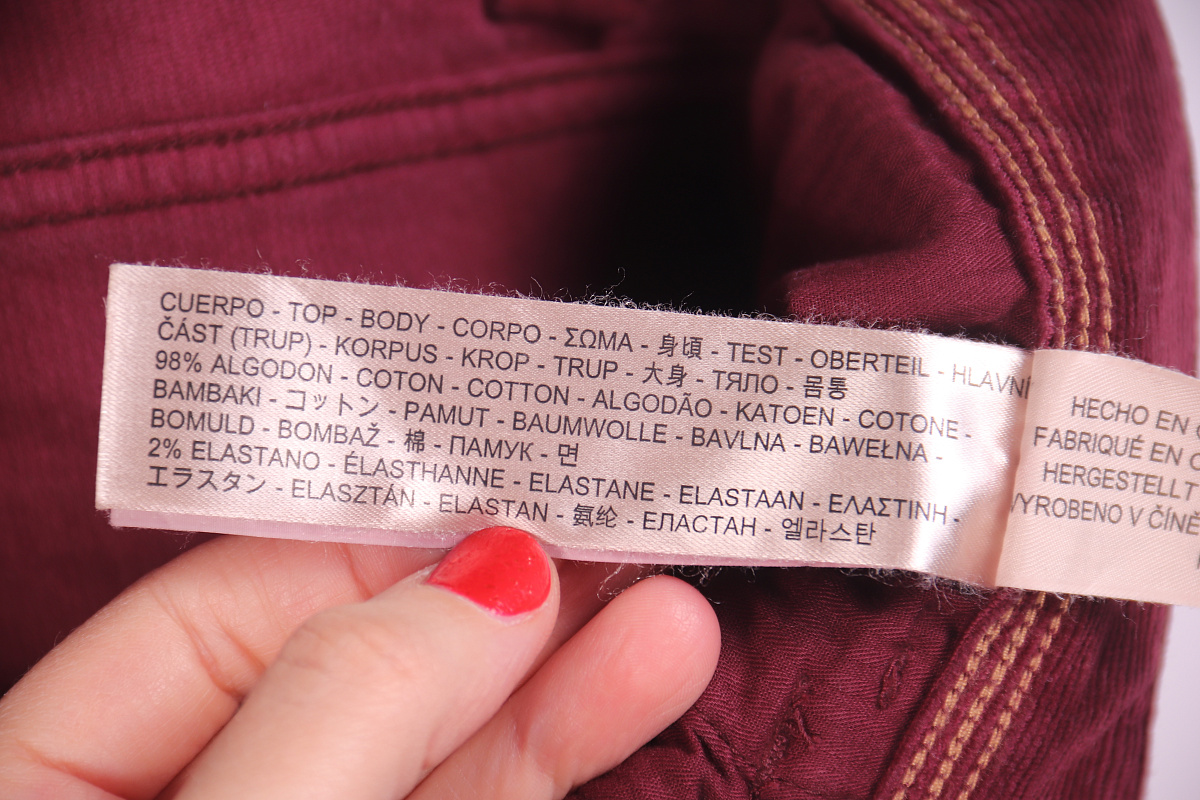 CUERPO - TOP - BODY - CORPO - ΣΩΜΑ - 身頃 - TEST - OBERTEIL - HLAVNÍ
ČÁST (TRUP) - KORPUS - KROP - TRUP - 大身 - ТЯЛО - 몸통
98% ALGODON - COTON - COTTON - ALGODÃO - KATOEN - COTONE -
BAMBAKI - コットン - PAMUT - BAUMWOLLE - BAVLNA - BAWEŁNA -
BOMULD - BOMBAŽ - 棉 - ПАМУК - 면
2% ELASTANO - ÉLASTHANNE - ELASTANE - ELASTAAN - ΕΛΑΣΤΙΝΗ -
エラスタン - ELASZTÁN - ELASTAN - 氨纶 - ЕЛАСТАН - 엘라스탄
HECHO EN
FABRIQUÉ EN
HERGESTELLT
VYROBENO V ČÍNĚ